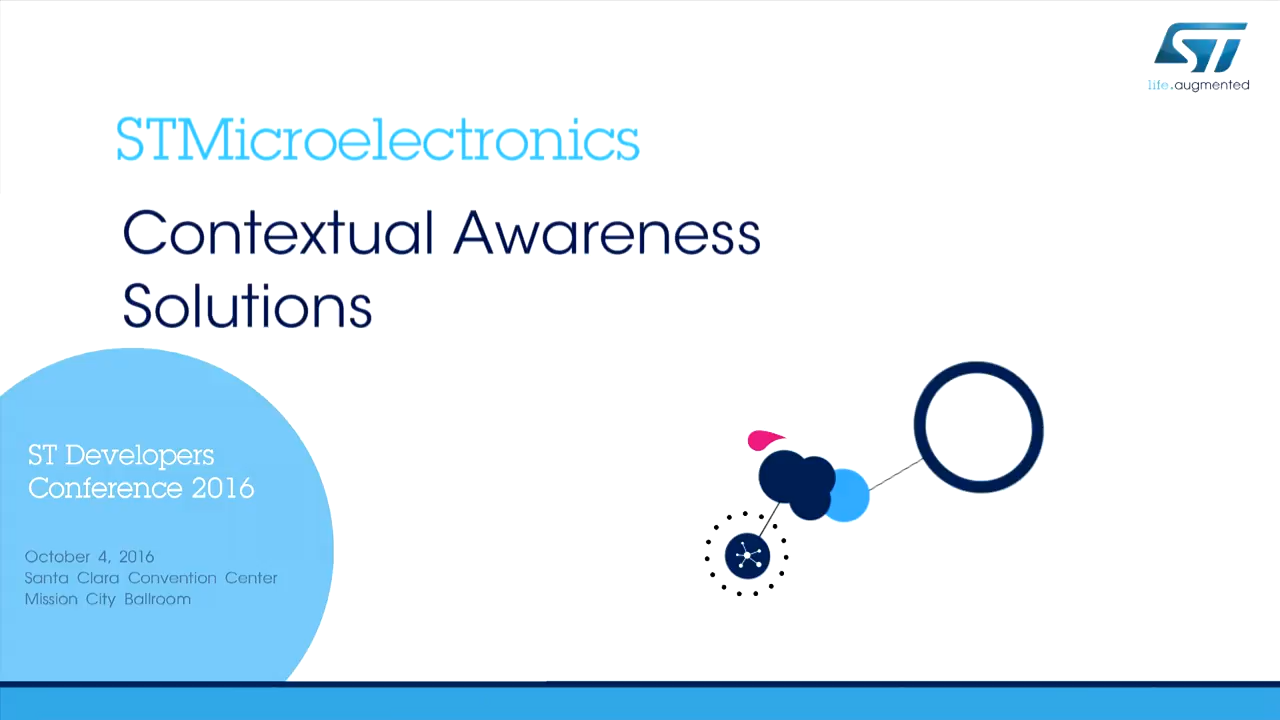 ST
life.augmented
STMicroelectronics
Contextual Awareness
Solutions
ST Developers
Conference 2016
October 4, 2016
Santa Clara Convention Center
Mission City Ballroom